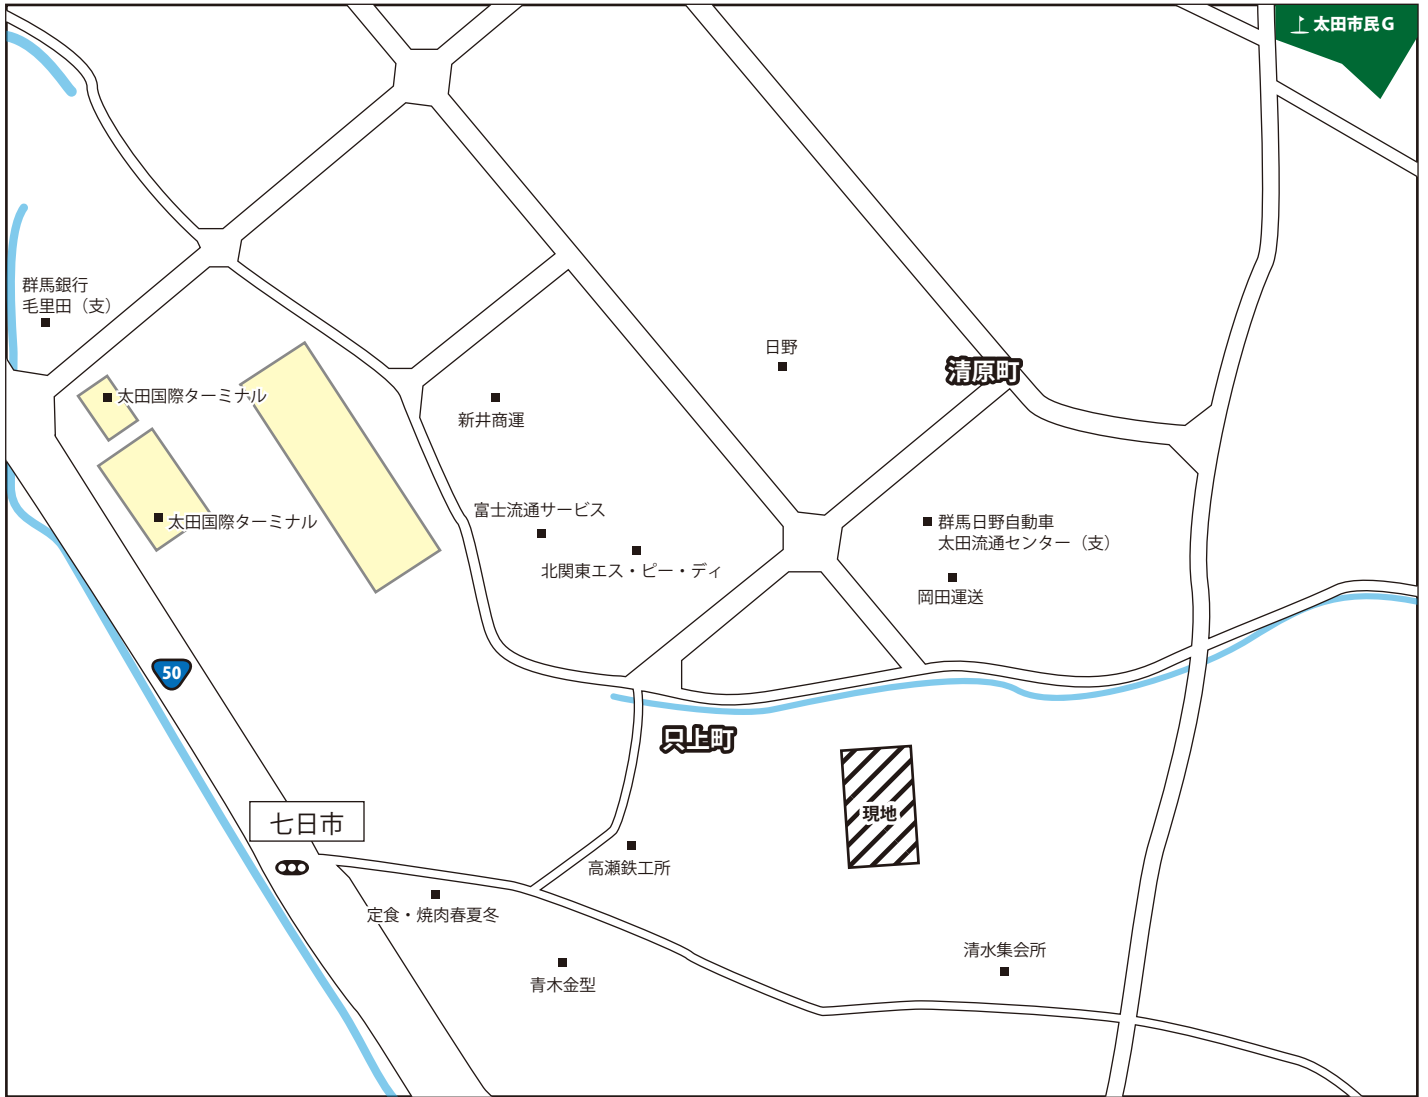 太田市民G
群馬銀行
毛里田（支）
日野
清原町
太田国際ターミナル
新井商運
富士流通サービス
太田国際ターミナル
群馬日野自動車
太田流通センター（支）
北関東エス・ピー・ディ
岡田運送
50
只上町
七日市
現地
高瀬鉄工所
定食・焼肉春夏冬
清水集会所
青木金型